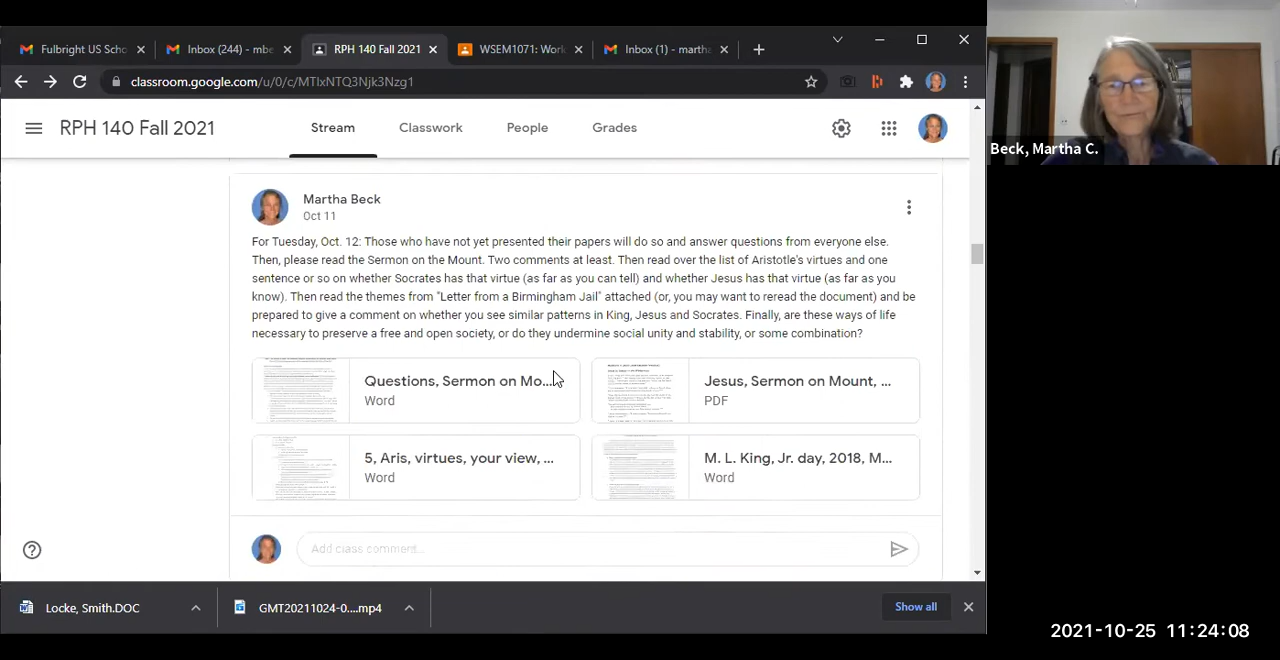 Fulbright US Scho
Inbox (244) - mbe
RPH 140 Fall 2021
WSEM1071: Work
Inbox (1) - martha
classroom.google.com/u/0/c/MTIxNTQ3Njk3Nzg1
RPH 140 Fall 2021
Stream
Classwork
People
Grades
Beck, Martha C.
Martha Beck
Oct 11
For Tuesday, Oct. 12: Those who have not yet presented their papers will do so and answer questions from everyone else.
Then, please read the Sermon on the Mount. Two comments at least. Then read over the list of Aristotle's virtues and one
sentence or so on whether Socrates has that virtue (as far as you can tell) and whether Jesus has that virtue (as far as you
know). Then read the themes from "Letter from a Birmingham Jail" attached (or, you may want to reread the document) and be
prepared to give a comment on whether you see similar patterns in King, Jesus and Socrates. Finally, are these ways of life
necessary to preserve a free and open society, or do they undermine social unity and stability, or some combination?
Questions, Sermon on Mo...
Word
Jesus, Sermon on Mount, ...
PDF
5. Aris, virtues, your view,...
Word
M. L. King, Jr. day, 2018, M...
Word
Add class comment...
Locke, Smith.DOC
GMT20211024-0....mp4
Show all
2021-10-25 11:24:08